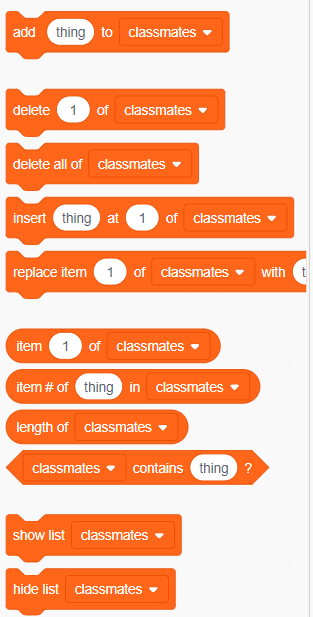 add thing to classmates
delete 1 of classmates
delete all of classmates
insert thing at 1 of classmates
replace item 1 of classmates with
item 1 of classmates
item # of thing in classmates
length of classmates
classmates contains thing ?
show list classmates
hide list classmates